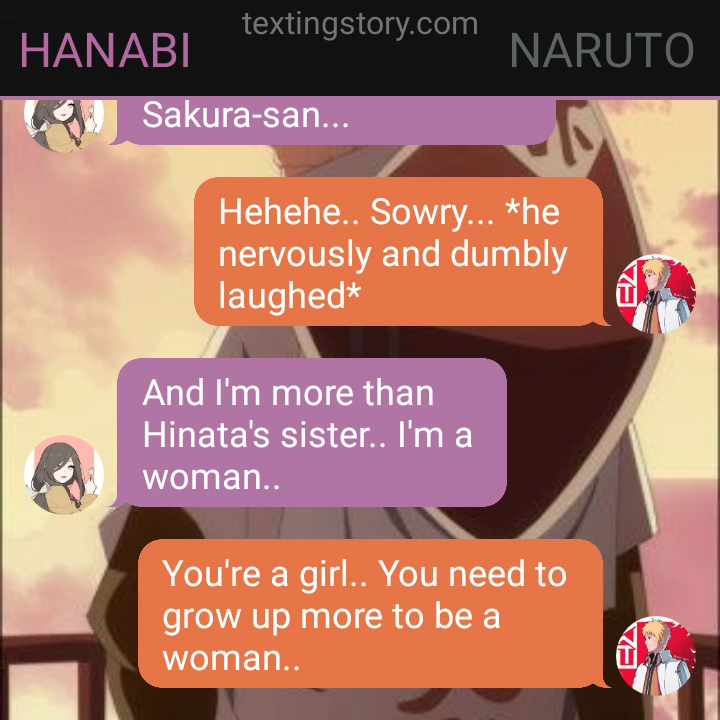 textingstory.com
HANABI
NARUTO
Sakura-san...
Hehehe.. Sowry... *he
nervously and dumbly
laughed*
And I'm more than
Hinata's sister.. I'm a
woman..
You're a girl.. You need to
grow up more to be a
woman..